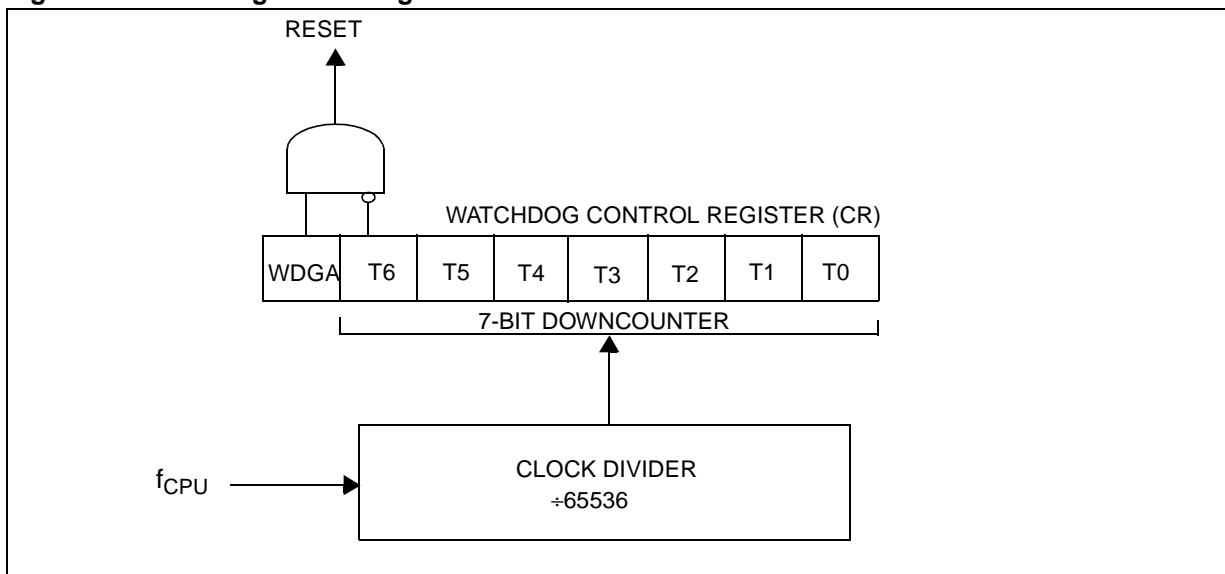 RESET
WATCHDOG CONTROL REGISTER (CR)
WDGA T6 T5 T4 T3 T2 T1 T0
7-BIT DOWNCOUNTER
fCPU
CLOCK DIVIDER
÷65536